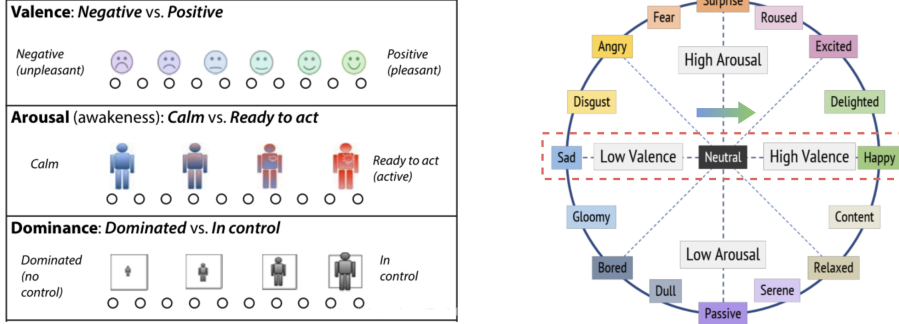 Valence: Negative vs. Positive
Negative
(unpleasant)
Positive
(pleasant)
Arousal (awakeness): Calm vs. Ready to act
Calm
Ready to act
(active)
Dominance: Dominated vs. In control
Dominated
(no
control)
In
control
Surprise
Fear
Roused
Angry
Excited
High Arousal
Disgust
Delighted
Sad
Low Valence
Neutral
High Valence
Happy
Gloomy
Content
Low Arousal
Bored
Relaxed
Dull
Serene
Passive